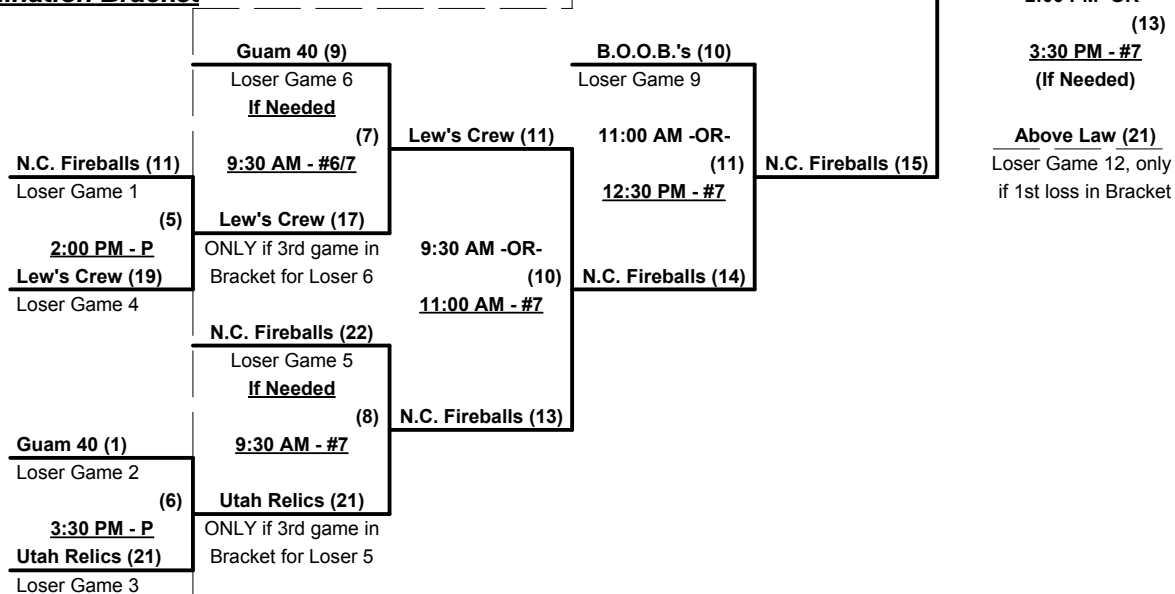 Guam 40 (9)
Loser Game 6
If Needed
(7)
9:30 AM - #6/7
B.O.O.B.'s (10)
Loser Game 9
(13)
3:30 PM - #7
(If Needed)
N.C. Fireballs (11)
Loser Game 1
(5)
2:00 PM - P
Lew's Crew (19)
Loser Game 4
Lew's Crew (17)
ONLY if 3rd game in
Bracket for Loser 6
Lew's Crew (11)
11:00 AM -OR-
(11)
12:30 PM - #7
N.C. Fireballs (15)
Above Law (21)
Loser Game 12, only
if 1st loss in Bracket
9:30 AM -OR-
(10)
11:00 AM - #7
N.C. Fireballs (14)
N.C. Fireballs (22)
Loser Game 5
If Needed
(8)
9:30 AM - #7
N.C. Fireballs (13)
Guam 40 (1)
Loser Game 2
(6)
3:30 PM - P
Utah Relics (21)
Loser Game 3
Utah Relics (21)
ONLY if 3rd game in
Bracket for Loser 5